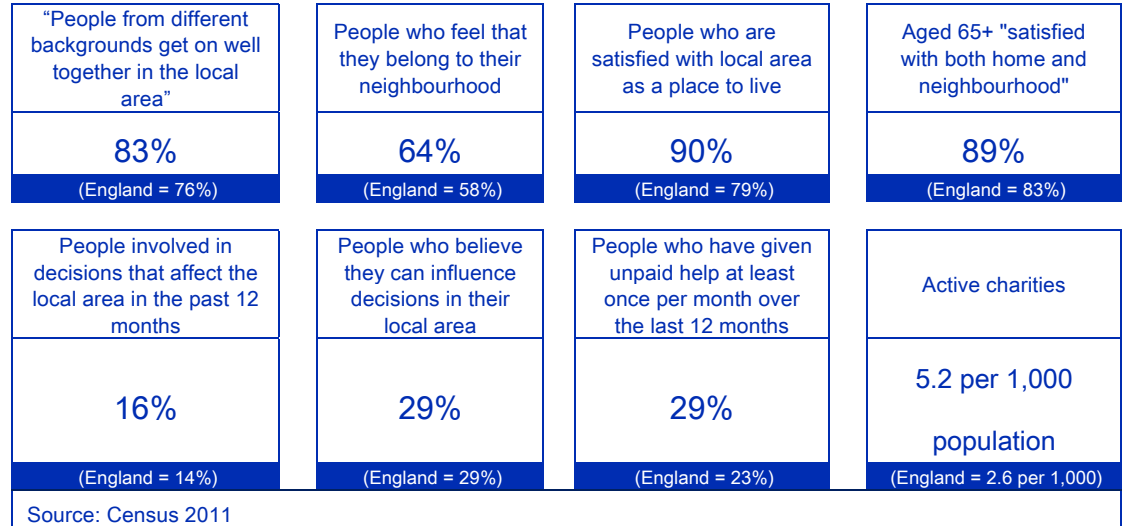 “People from different
backgrounds get on well
together in the local
area”
83%
(England = 76%)
People who feel that
they belong to their
neighbourhood
64%
(England = 58%)
People who are
satisfied with local area
as a place to live
90%
(England = 79%)
Aged 65+ "satisfied
with both home and
neighbourhood"
89%
(England = 83%)
People involved in
decisions that affect the
local area in the past 12
months
16%
(England = 14%)
People who believe
they can influence
decisions in their
local area
29%
(England = 29%)
People who have given
unpaid help at least
once per month over
the last 12 months
29%
(England = 23%)
Active charities
5.2 per 1,000
population
(England = 2.6 per 1,000)
Source: Census 2011